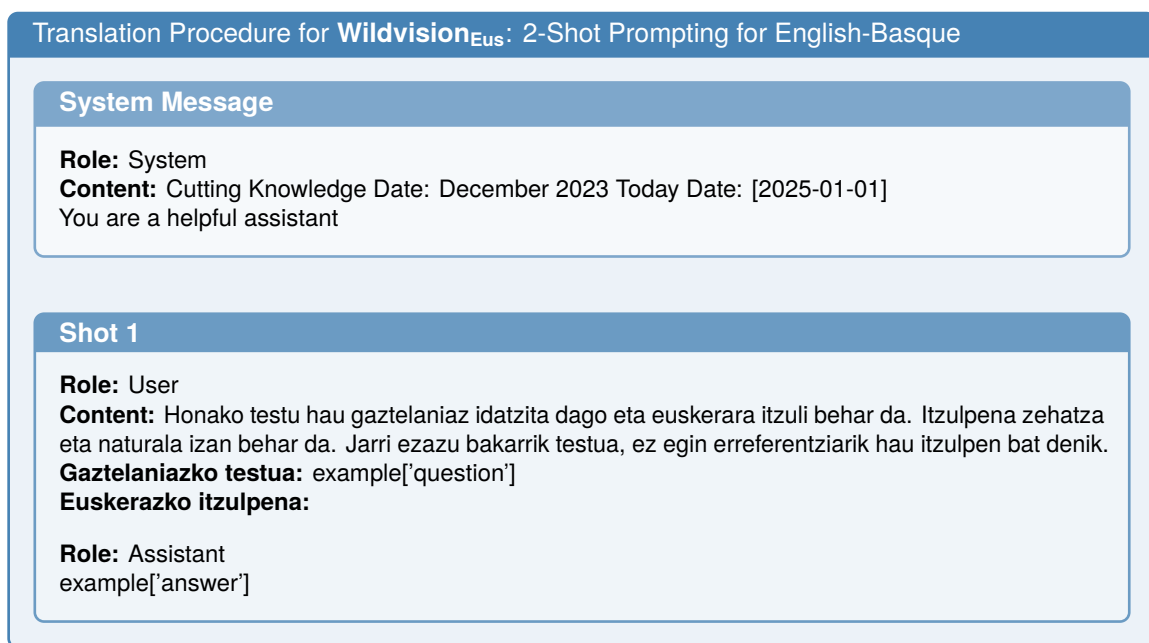 Translation Procedure for Wildvision_Eus: 2-Shot Prompting for English-Basque
System Message
Role: System
Content: Cutting Knowledge Date: December 2023 Today Date: [2025-01-01]
You are a helpful assistant
Shot 1
Role: User
Content: Honako testu hau gaztelaniaz idatzita dago eta euskerara itzuli behar da. Itzulpena zehatza
eta naturala izan behar da. Jarri ezazu bakarrik testua, ez egin erreferentziarik hau itzulpen bat denik.
Gaztelaniazko testua: example['question']
Euskerazko itzulpena:
Role: Assistant
example['answer']